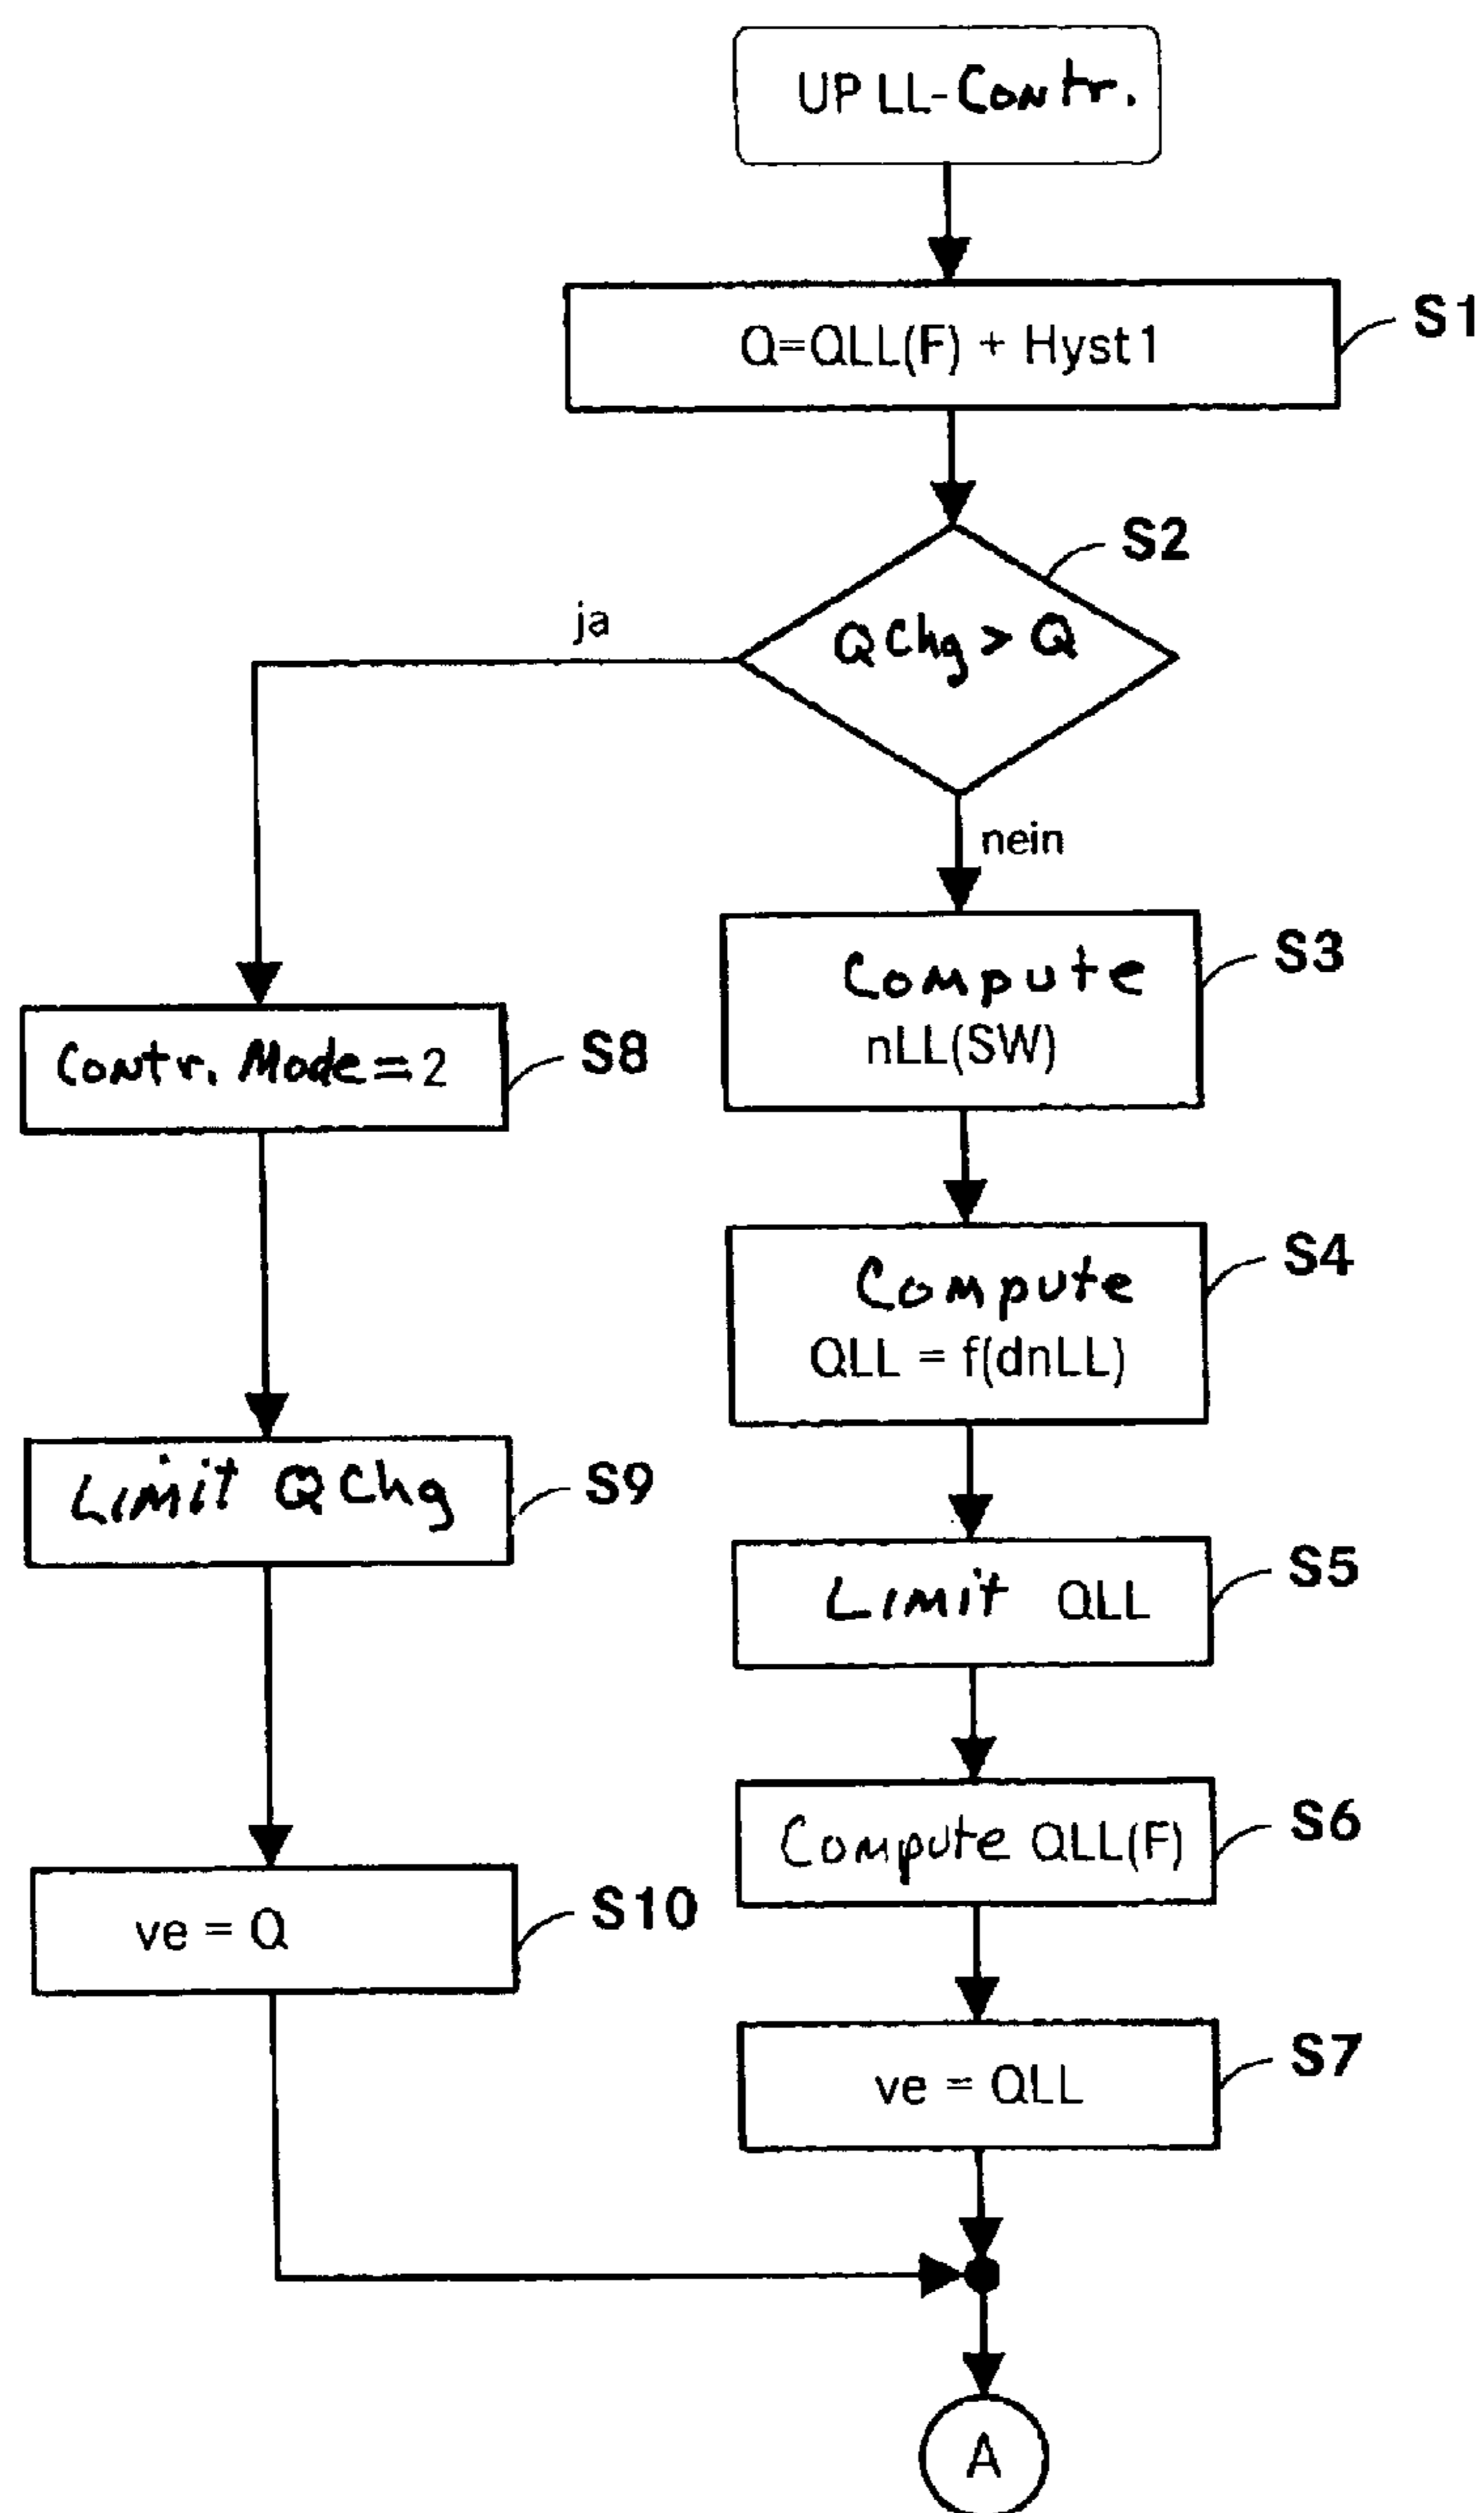 UP LL-Contr.
Q=QLL(F) + Hyst1
S1
S2
QChg > Q
ja
nein
Compute
nLL(SW)
S3
Contr. Mode = 2
S8
Compute
QLL = f(dnLL)
S4
Limit QChg
S9
Limit QLL
S5
Compute QLL(F)
S6
ve = Q
S10
ve = QLL
S7
A